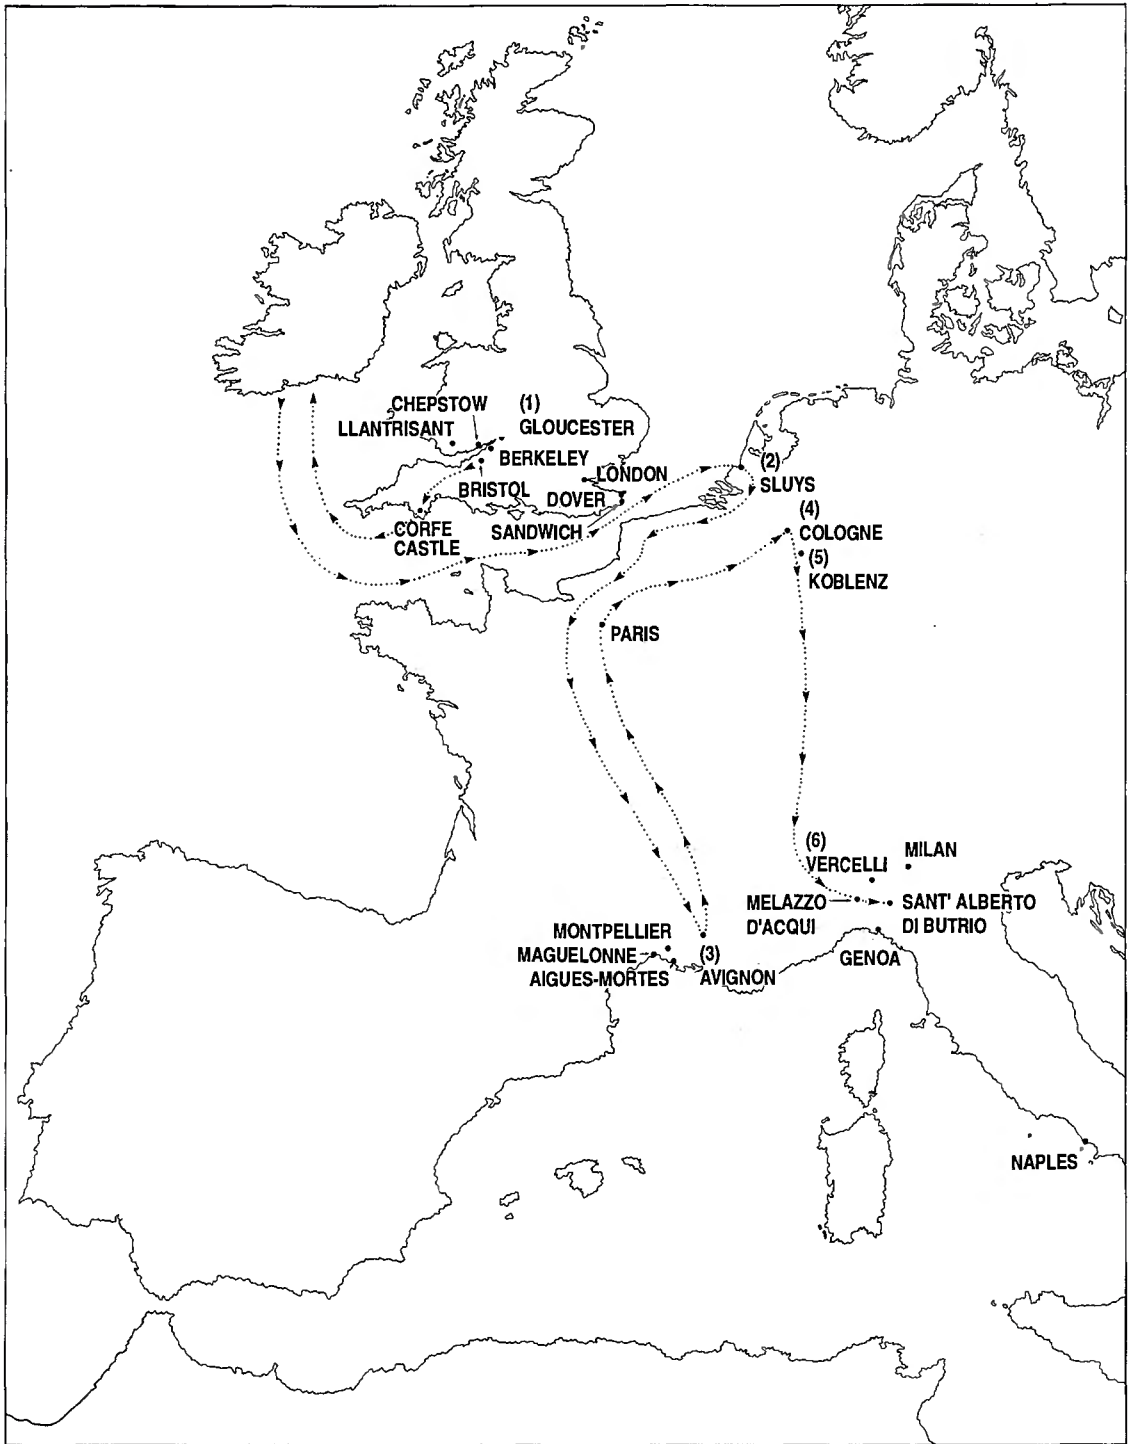 CHEPSTOW
(1)
LLANTRISANT
GLOUCESTER
BERKELEY
BRISTOL
LONDON
DOVER
SANDWICH
CORFE
CASTLE
(2)
SLUYS
(4)
COLOGNE
(5)
KOBLENZ
PARIS
(6)
VERCELLI
MILAN
MELAZZO
D'ACQUI
SANT' ALBERTO
DI BUTRIO
GENOA
MONTPELLIER
MAGUELONNE
AIGUES-MORTES
(3)
AVIGNON
NAPLES